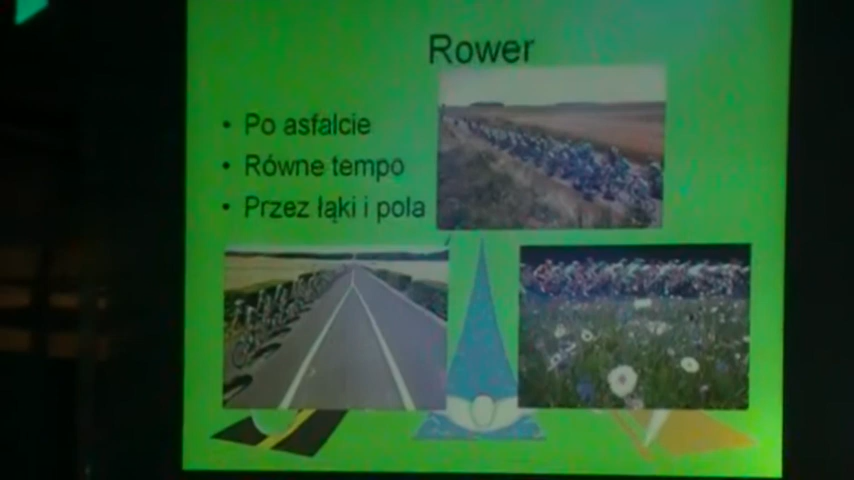 Rower
• Po asfalcie
• Równe tempo
• Przez łąki i pola